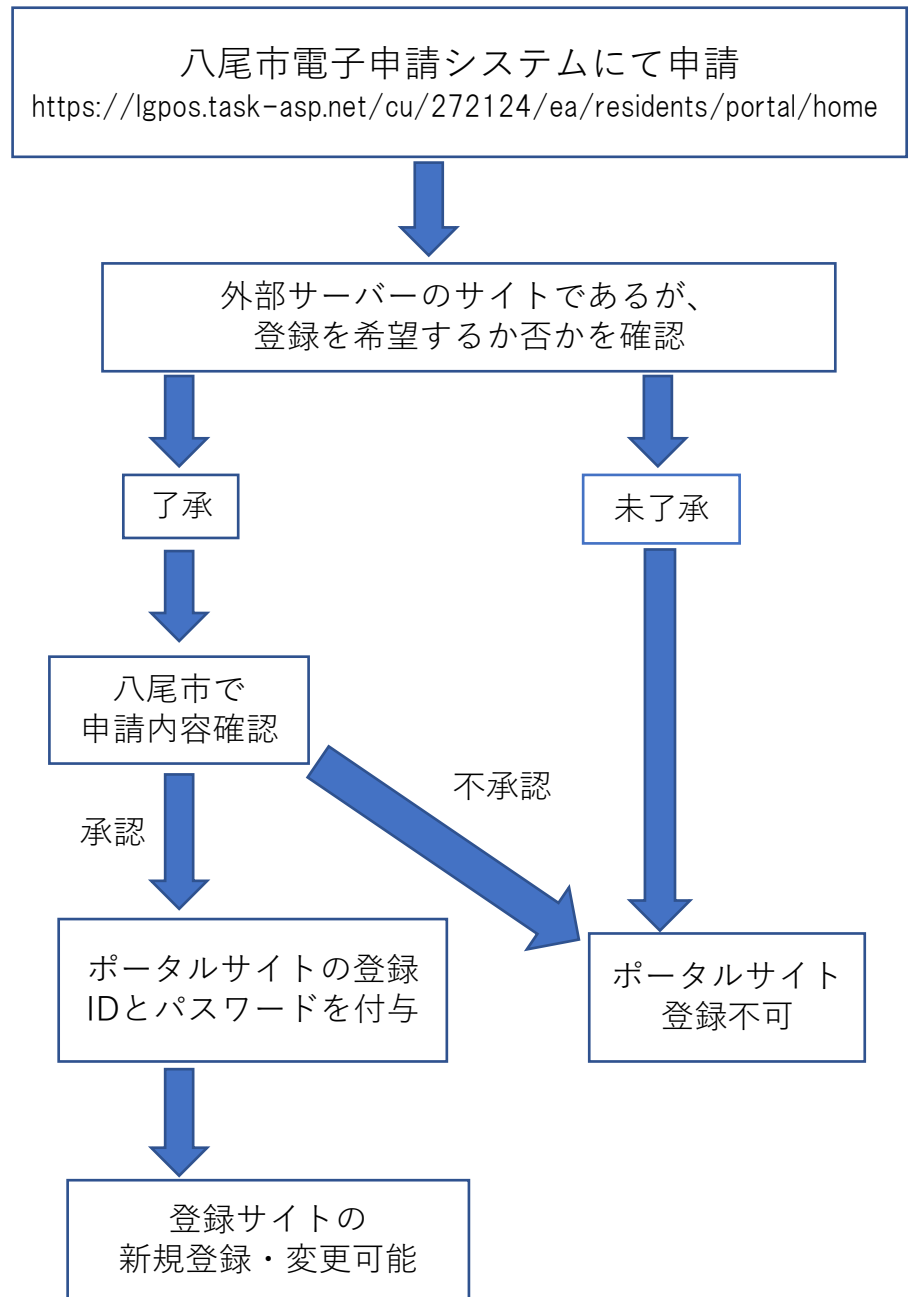 八尾市電子申請システムにて申請
https://lgpos.task-asp.net/cu/272124/ea/residents/portal/home
外部サーバーのサイトであるが、
登録を希望するか否かを確認
了承
未了承
八尾市で
申請内容確認
不承認
承認
ポータルサイトの登録
IDとパスワードを付与
ポータルサイト
登録不可
登録サイトの
新規登録・変更可能